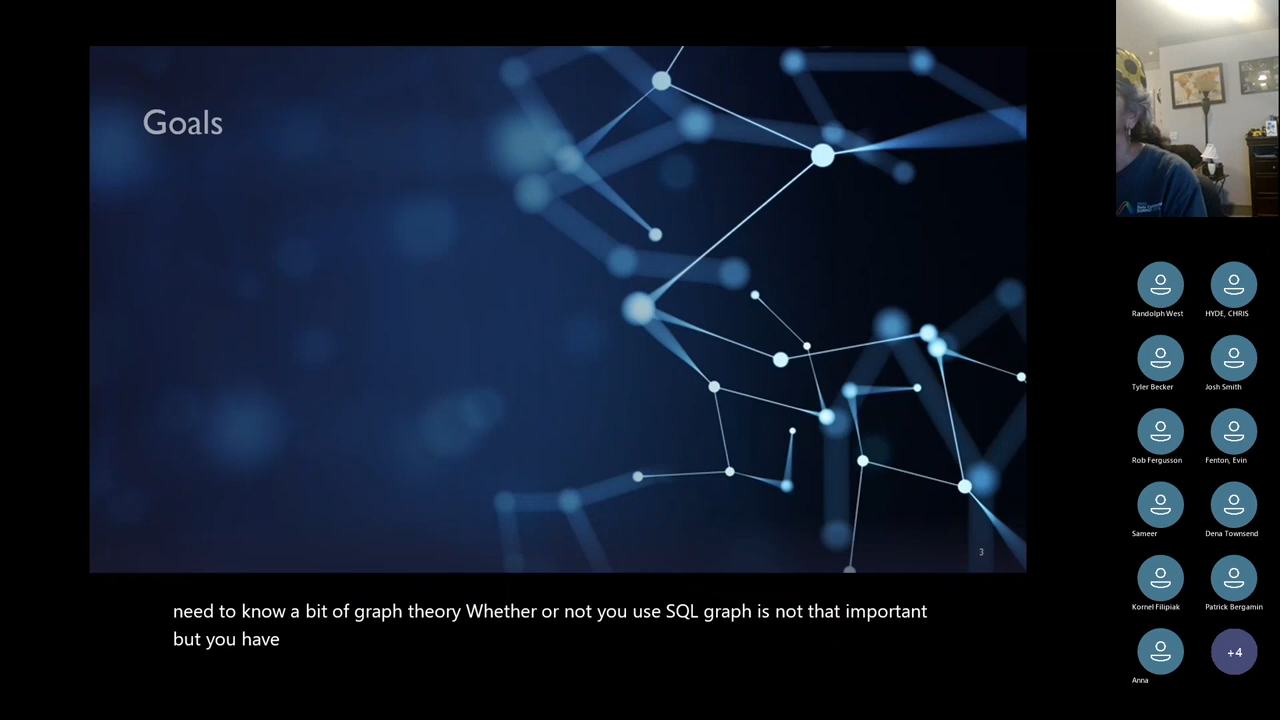 Goals
3
need to know a bit of graph theory Whether or not you use SQL graph is not that important
but you have
Randolph West
HYDE, CHRIS
Tyler Becker
Josh Smith
Rob Fergusson
Fenton, Evin
Sameer
Dena Townsend
Kornel Filipiak
Patrick Bergamin
Anna
+4